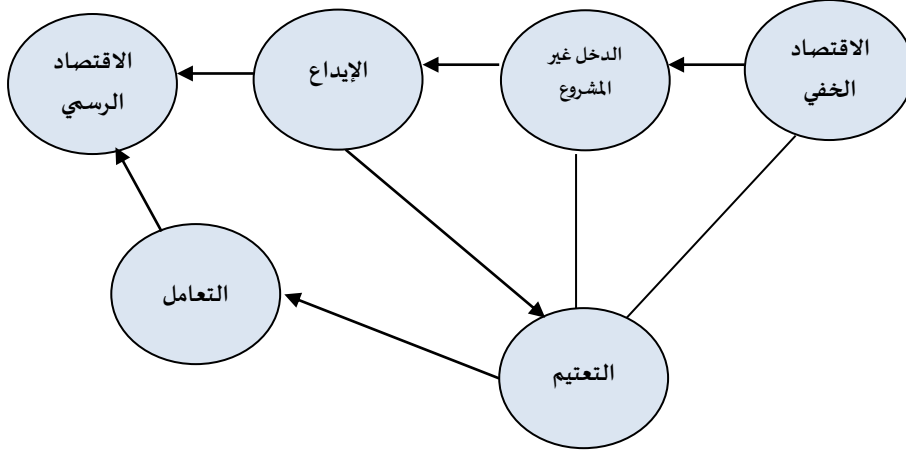 الاقتصاد
الخفي
الدخل غير
المشروع
الإيداع
الاقتصاد
الرسمي
التعامل
التعتيم